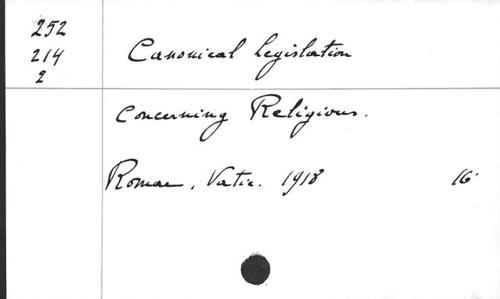 252
214
2
Canonical legislation
concerning Religious.
Romae, Vatic. 1918 16°